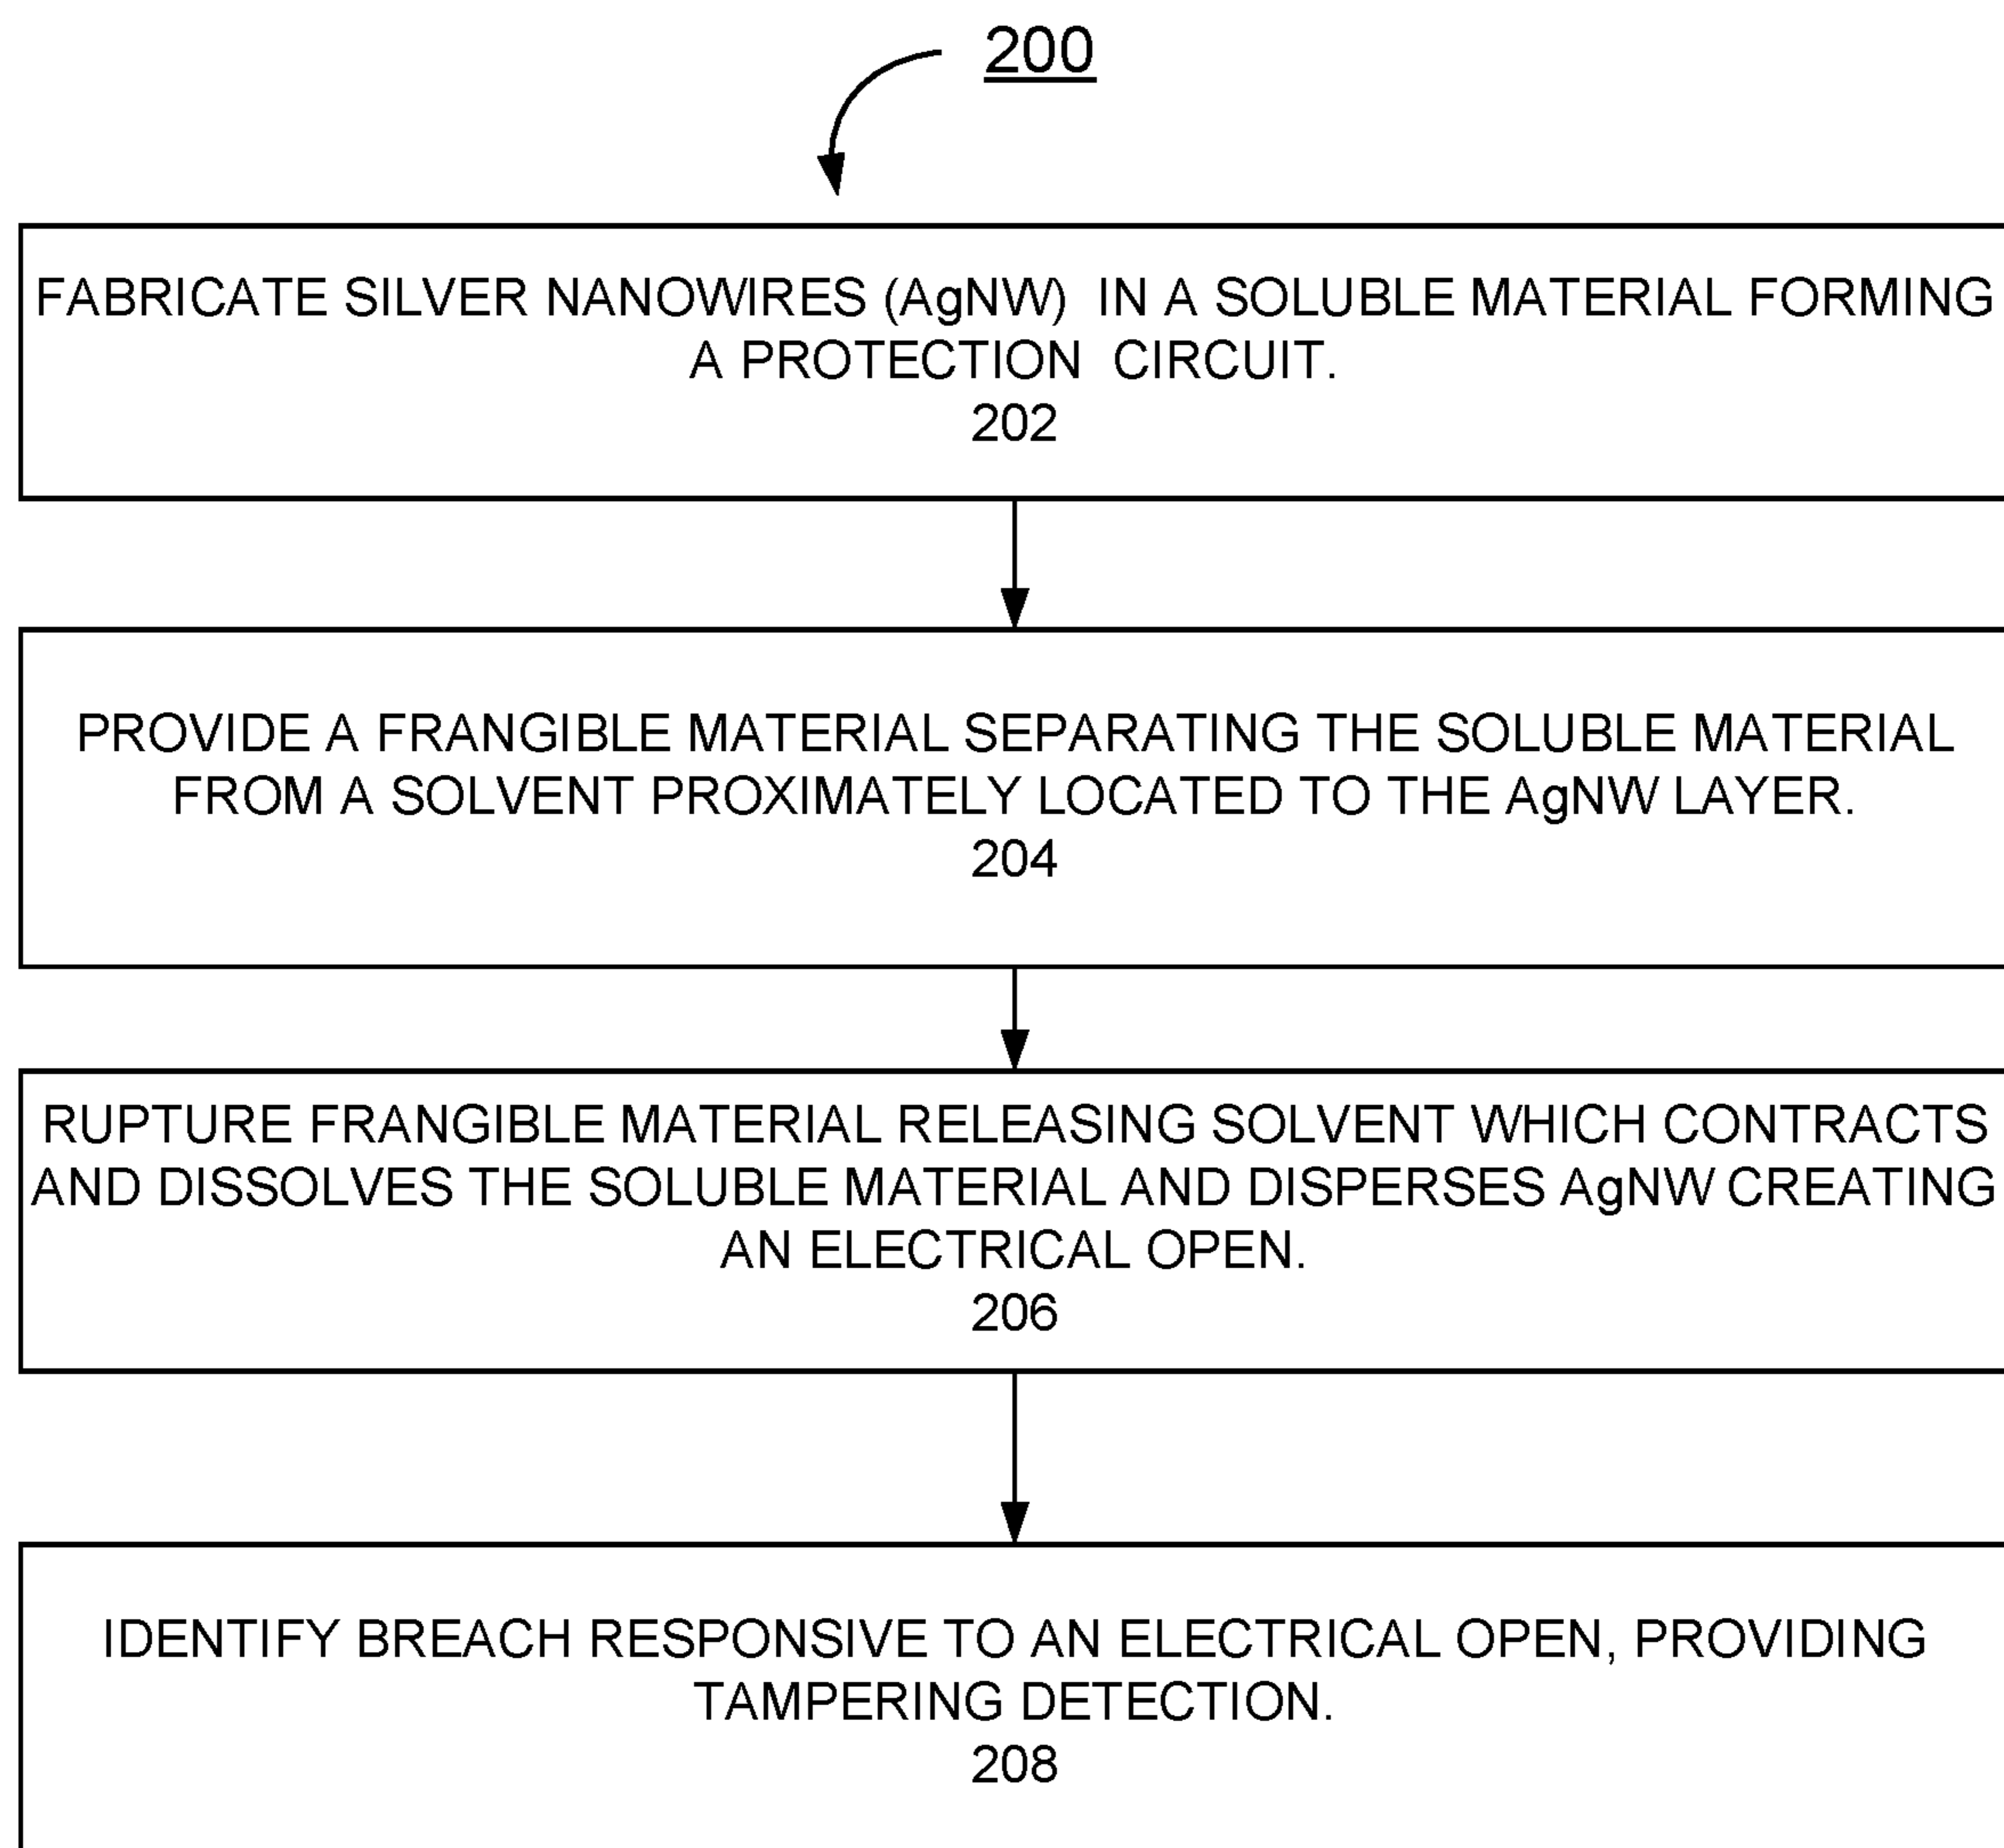 200
FABRICATE SILVER NANOWIRES (AgNW) IN A SOLUBLE MATERIAL FORMING
A PROTECTION CIRCUIT.
202
PROVIDE A FRANGIBLE MATERIAL SEPARATING THE SOLUBLE MATERIAL
FROM A SOLVENT PROXIMATELY LOCATED TO THE AgNW LAYER.
204
RUPTURE FRANGIBLE MATERIAL RELEASING SOLVENT WHICH CONTRACTS
AND DISSOLVES THE SOLUBLE MATERIAL AND DISPERSES AgNW CREATING
AN ELECTRICAL OPEN.
206
IDENTIFY BREACH RESPONSIVE TO AN ELECTRICAL OPEN, PROVIDING
TAMPERING DETECTION.
208